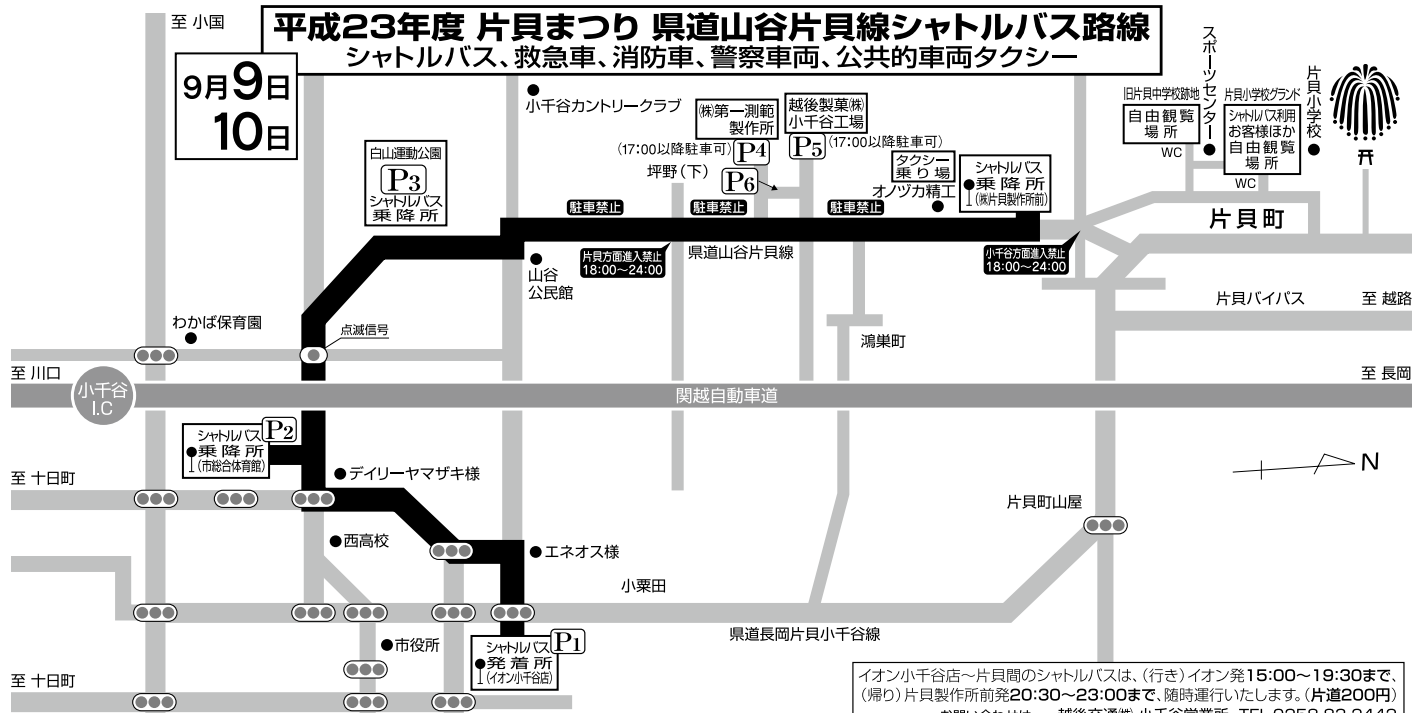 平成23年度 片貝まつり 県道山谷片貝線シャトルバス路線
シャトルバス、救急車、消防車、警察車両、公共的車両タクシー
至 小国
9月9日
10日
小千谷カントリークラブ
㈱第一測範
製作所
(17:00以降駐車可)
P4
越後製菓㈱
小千谷工場
P5
(17:00以降駐車可)
坪野(下)
P6
タクシー
乗り場
オノヅカ精工
シャトルバス
乗降所
(㈱片貝製作所前)
旧片貝中学校跡地
自由観覧
場所
WC
スポーツセンター
片貝小学校グランド
シャトルバス利用
お客様ほか
自由観覧
場所
WC
片貝小学校
片貝町
白山運動公園
P3
シャトルバス
乗降所
駐車禁止
駐車禁止
駐車禁止
片貝方面進入禁止
18:00〜24:00
県道山谷片貝線
小千谷方面進入禁止
18:00〜24:00
山谷
公民館
片貝バイパス
至 越路
わかば保育園
点滅信号
鴻巣町
至 川口
小千谷
I.C
関越自動車道
至 長岡
シャトルバス
P2
乗降所
(市総合体育館)
至 十日町
デイリーヤマザキ様
N
片貝町山屋
西高校
エネオス様
小粟田
県道長岡片貝小千谷線
市役所
シャトルバス
P1
発着所
(イオン小千谷店)
至 十日町
イオン小千谷店〜片貝間のシャトルバスは、(行き)イオン発15:00〜19:30まで、
(帰り)片貝製作所前発20:30〜23:00まで、随時運行いたします。(片道200円)